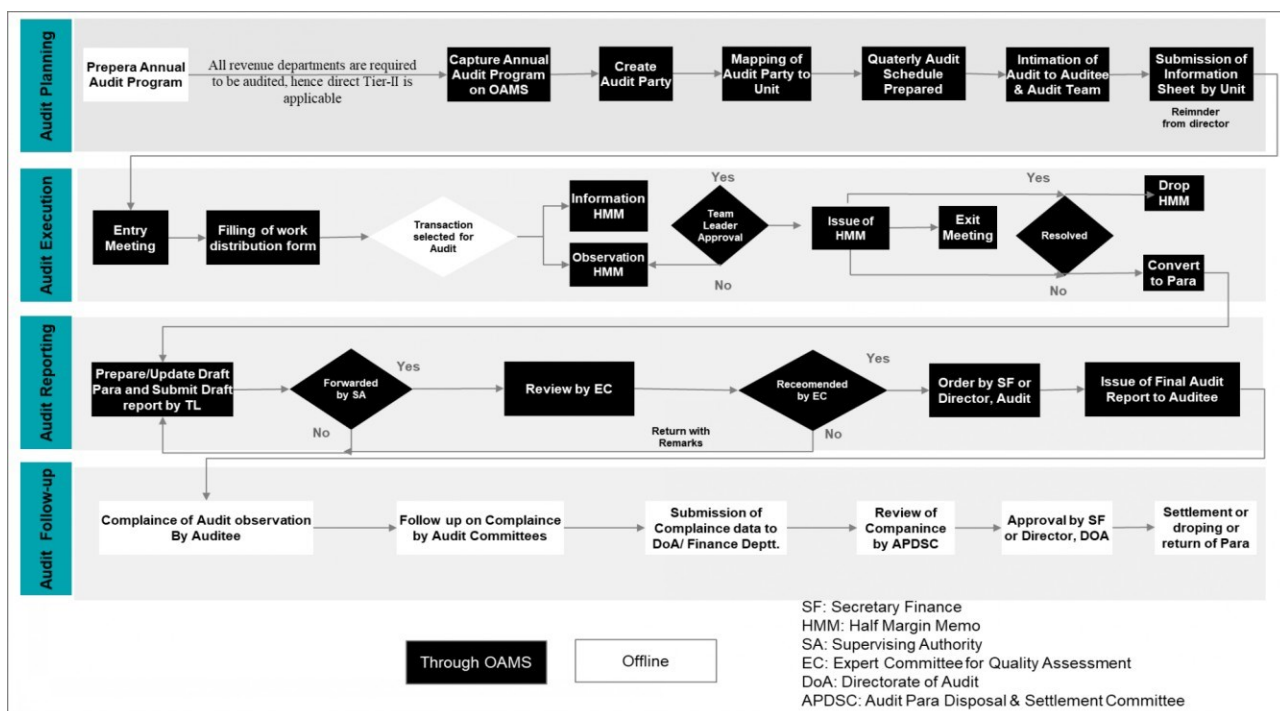 Audit Planning
Prepera Annual
Audit Program
All revenue departments are required
to be audited, hence direct Tier-II is
applicable
Capture Annual
Audit Program
on OAMS
Create
Audit Party
Mapping of
Audit Party to
Unit
Quaterly Audit
Schedule
Prepared
Intimation of
Audit to Auditee
& Audit Team
Submission of
Information
Sheet by Unit
Reimnder
from director
Audit Execution
Entry
Meeting
Filling of work
distribution form
Transaction
selected for
Audit
Information
HMM
Observation
HMM
Yes
Team
Leader
Approval
No
Issue of
HMM
Exit
Meeting
Yes
Resolved
No
Drop
HMM
Convert
to Para
Audit Reporting
Prepare/Update Draft
Para and Submit Draft
report by TL
Forwarded
by SA
Yes
No
Review by EC
Return with
Remarks
Receomended
by EC
Yes
No
Order by SF or
Director, Audit
Issue of Final Audit
Report to Auditee
Audit Follow-up
Complaince of Audit observation
By Auditee
Follow up on Complaince
by Audit Committees
Submission of
Complaince data to
DoA/ Finance Deptt.
Review of
Companince
by APDSC
Approval by SF
or Director, DOA
Settlement or
droping or
return of Para
Through OAMS
Offline
SF: Secretary Finance
HMM: Half Margin Memo
SA: Supervising Authority
EC: Expert Committee for Quality Assessment
DoA: Directorate of Audit
APDSC: Audit Para Disposal & Settlement Committee